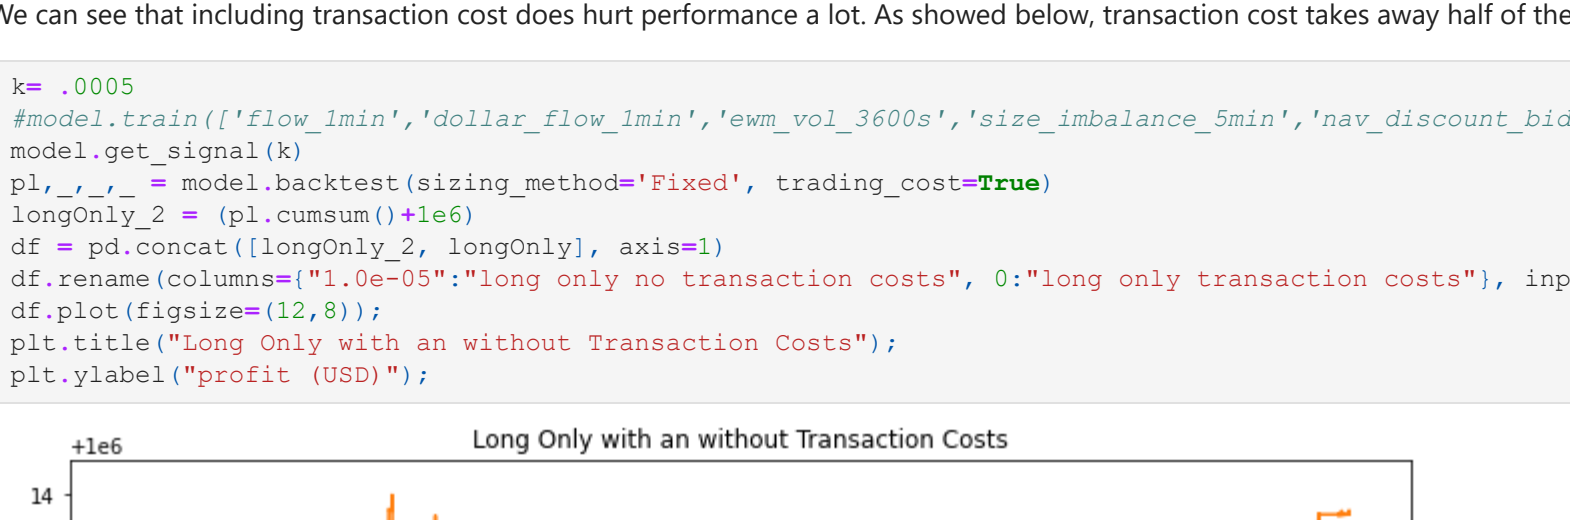 We can see that including transaction cost does hurt performance a lot. As showed below, transaction cost takes away half of the
k= .0005
#model.train(['flow_1min','dollar_flow_1min','ewm_vol_3600s','size_imbalance_5min','nav_discount_bid
model.get_signal(k)
pl,_,_,_ = model.backtest(sizing_method='Fixed', trading_cost=True)
longOnly_2 = (pl.cumsum()+1e6)
df = pd.concat([longOnly_2, longOnly], axis=1)
df.rename(columns={"1.0e-05":"long only no transaction costs", 0:"long only transaction costs"}, inp
df.plot(figsize=(12,8));
plt.title("Long Only with an without Transaction Costs");
plt.ylabel("profit (USD)");
+1e6
Long Only with an without Transaction Costs
14